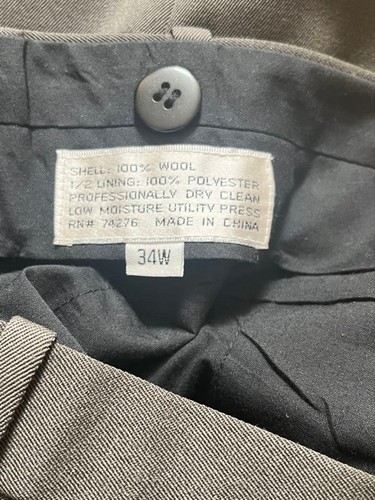 SHELL: 100% WOOL
1/2 LINING: 100% POLYESTER
PROFESSIONALLY DRY CLEAN
LOW MOISTURE UTILITY PRESS
RN# 74276 MADE IN CHINA
34W